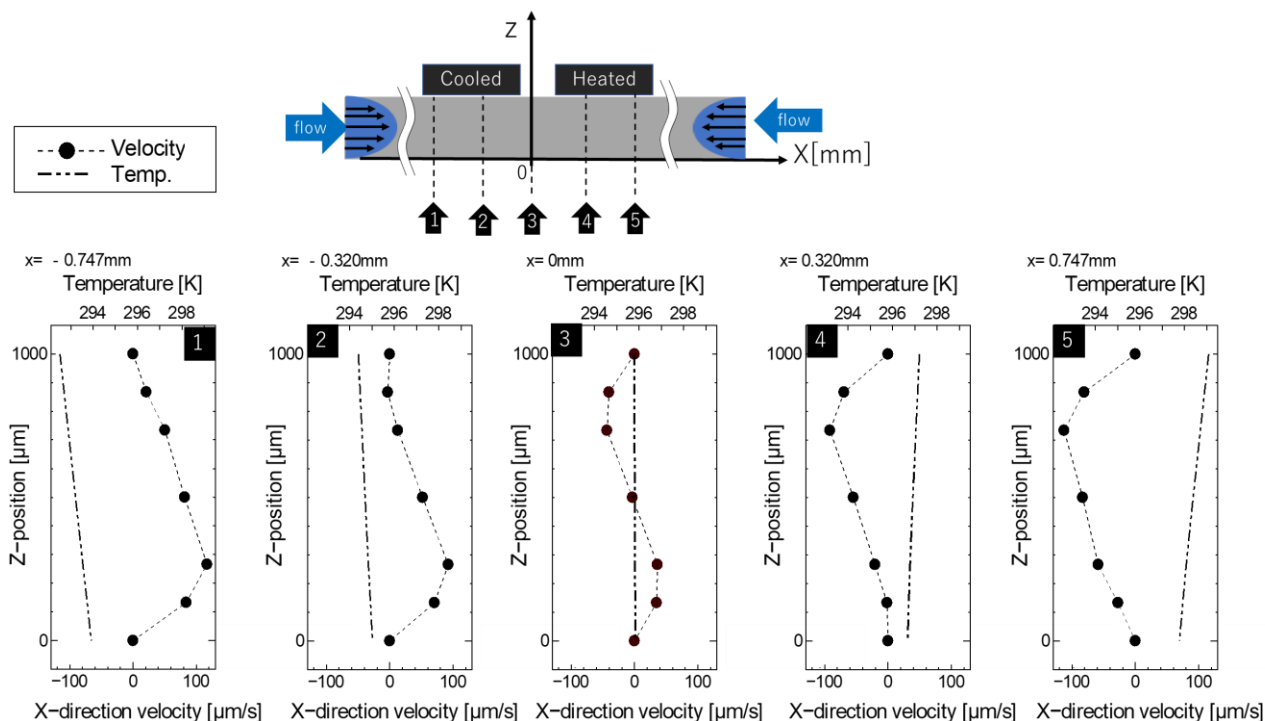 Z
Cooled
Heated
flow
flow
X[mm]
0
Velocity
Temp.
1
2
3
4
5
x= - 0.747mm
Temperature [K]
294 296 298
1
1000
0
Z-position [µm]
-100 0 100
X-direction velocity [µm/s]
x= - 0.320mm
Temperature [K]
294 296 298
2
1000
0
Z-position [µm]
-100 0 100
X-direction velocity [µm/s]
x= 0mm
Temperature [K]
294 296 298
3
1000
0
Z-position [µm]
-100 0 100
X-direction velocity [µm/s]
x= 0.320mm
Temperature [K]
294 296 298
4
1000
0
Z-position [µm]
-100 0 100
X-direction velocity [µm/s]
x= 0.747mm
Temperature [K]
294 296 298
5
1000
0
Z-position [µm]
-100 0 100
X-direction velocity [µm/s]